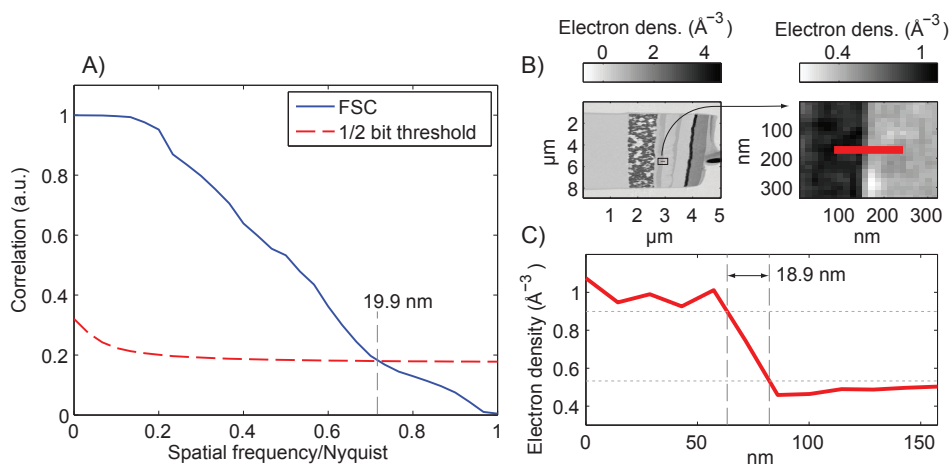 A)
FSC
1/2 bit threshold
19.9 nm
Correlation (a.u.)
1
0.8
0.6
0.4
0.2
0
0 0.2 0.4 0.6 0.8 1
Spatial frequency/Nyquist
B)
Electron dens. (Å⁻³)
0 2 4
μm
2
4
6
8
1 2 3 4 5
μm
Electron dens. (Å⁻³)
0.4 1
nm
100
200
300
100 200 300
nm
C)
18.9 nm
Electron density (Å⁻³)
1
0.8
0.6
0.4
0 50 100 150
nm